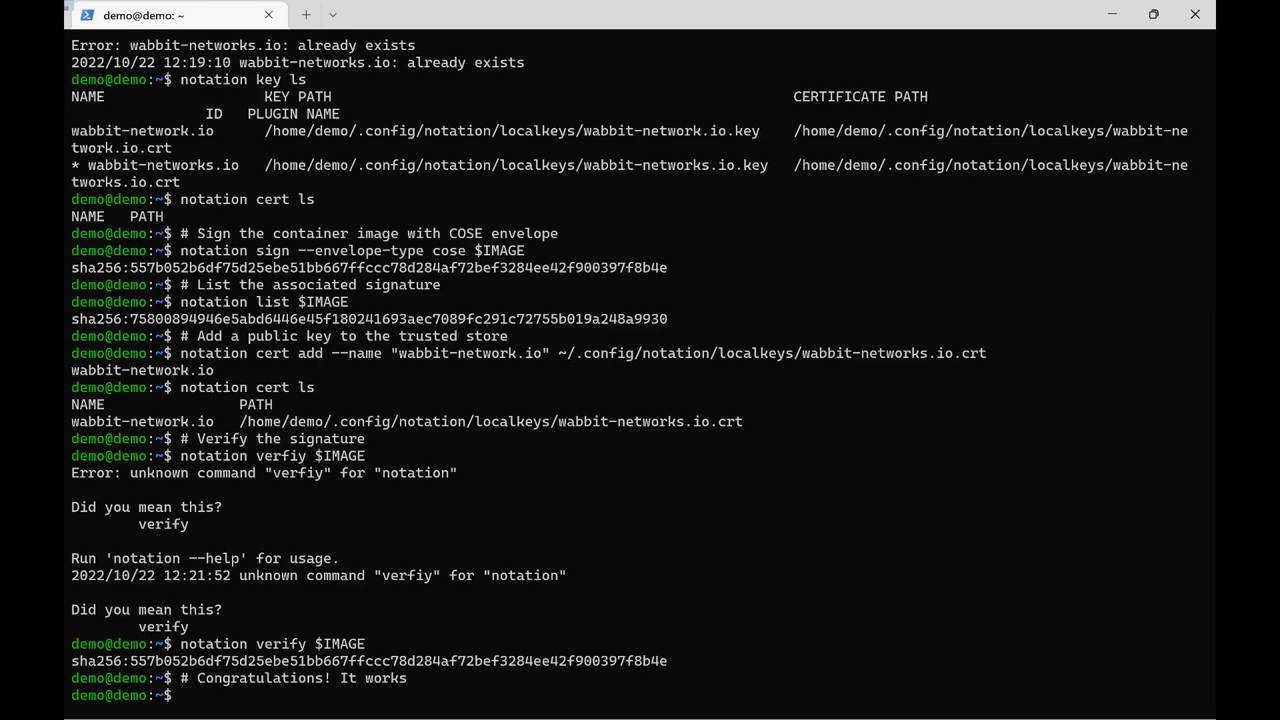 demo@demo: ~
Error: wabbit-networks.io: already exists
2022/10/22 12:19:10 wabbit-networks.io: already exists
demo@demo:~$ notation key ls
NAME                   KEY PATH                                                       CERTIFICATE PATH
                ID   PLUGIN NAME
wabbit-network.io      /home/demo/.config/notation/localkeys/wabbit-network.io.key    /home/demo/.config/notation/localkeys/wabbit-ne
twork.io.crt
* wabbit-networks.io   /home/demo/.config/notation/localkeys/wabbit-networks.io.key   /home/demo/.config/notation/localkeys/wabbit-ne
tworks.io.crt
demo@demo:~$ notation cert ls
NAME   PATH
demo@demo:~$ # Sign the container image with COSE envelope
demo@demo:~$ notation sign --envelope-type cose $IMAGE
sha256:557b052b6df75d25ebe51bb667ffccc78d284af72bef3284ee42f900397f8b4e
demo@demo:~$ # List the associated signature
demo@demo:~$ notation list $IMAGE
sha256:75800894946e5abd6446e45f180241693aec7089fc291c72755b019a248a9930
demo@demo:~$ # Add a public key to the trusted store
demo@demo:~$ notation cert add --name "wabbit-network.io" ~/.config/notation/localkeys/wabbit-networks.io.crt
wabbit-network.io
demo@demo:~$ notation cert ls
NAME                PATH
wabbit-network.io   /home/demo/.config/notation/localkeys/wabbit-networks.io.crt
demo@demo:~$ # Verify the signature
demo@demo:~$ notation verfiy $IMAGE
Error: unknown command "verfiy" for "notation"
Did you mean this?
        verify
Run 'notation --help' for usage.
2022/10/22 12:21:52 unknown command "verfiy" for "notation"
Did you mean this?
        verify
demo@demo:~$ notation verify $IMAGE
sha256:557b052b6df75d25ebe51bb667ffccc78d284af72bef3284ee42f900397f8b4e
demo@demo:~$ # Congratulations! It works
demo@demo:~$